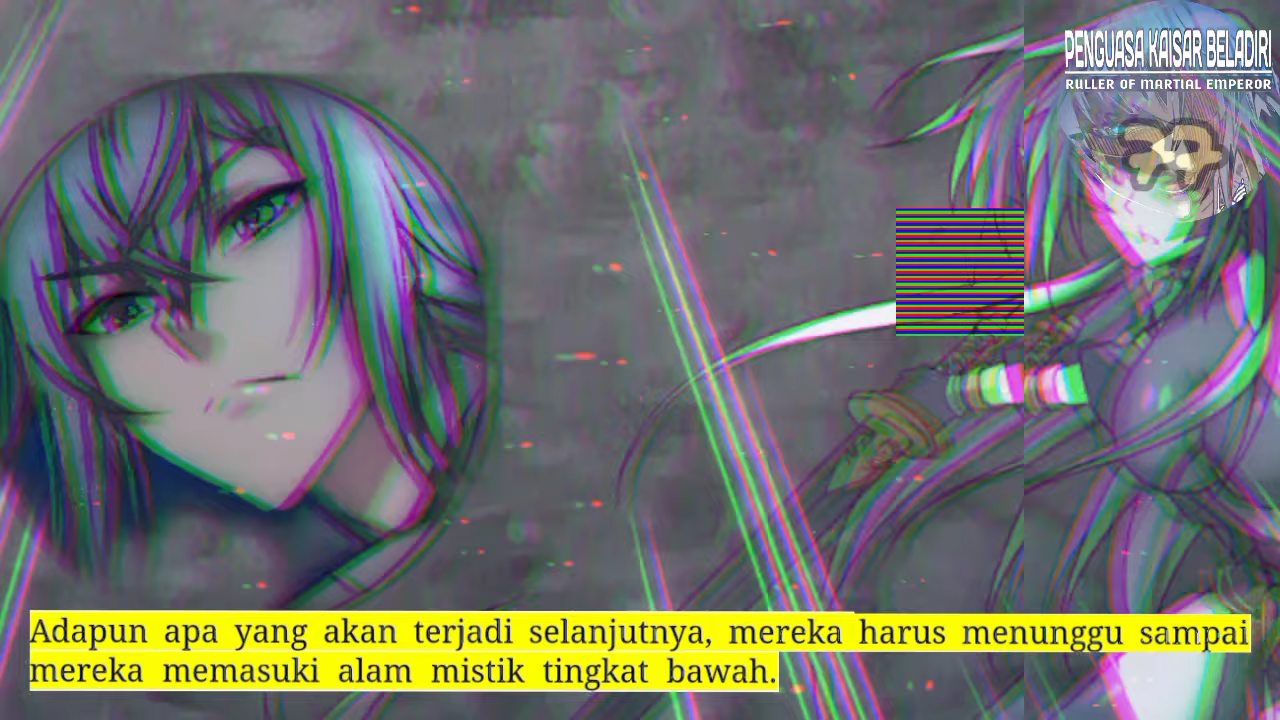 PENGUASA KAISAR BELADIRI
RULLER OF MARTIAL EMPEROR
Adapun apa yang akan terjadi selanjutnya, mereka harus menunggu sampai
mereka memasuki alam mistik tingkat bawah.